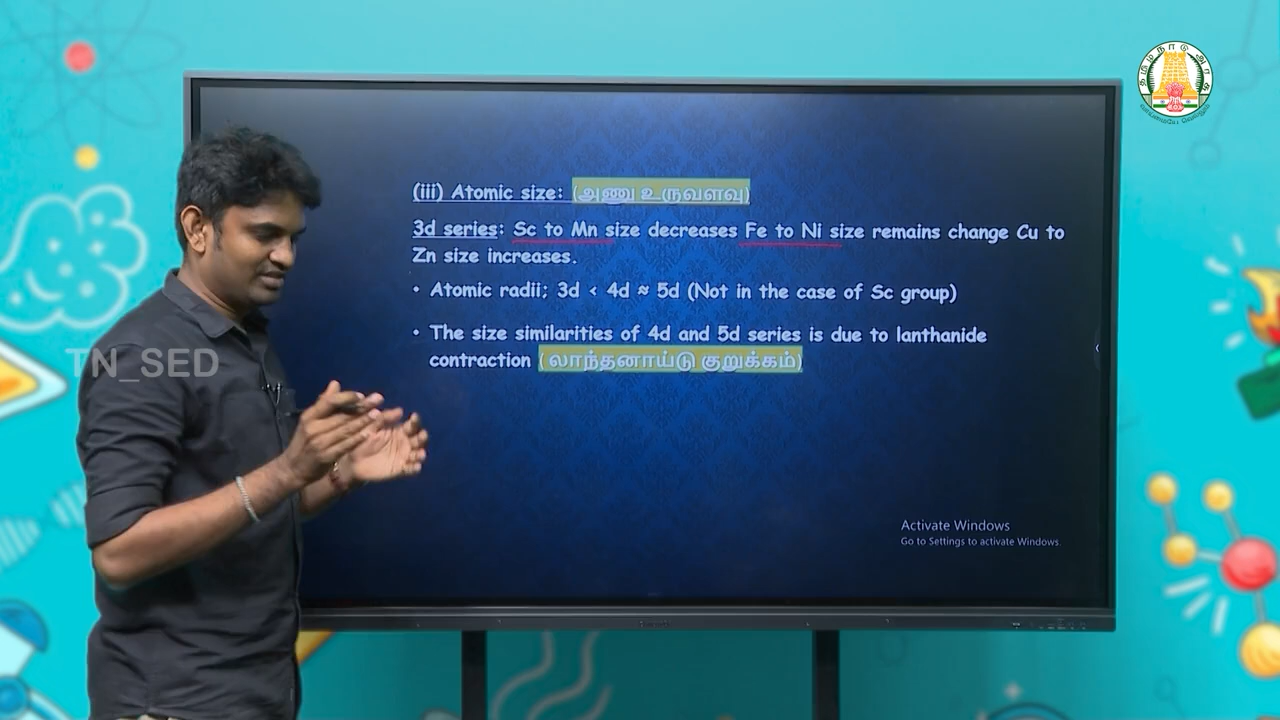 (iii) Atomic size: (அணு உருவளவு)
3d series: Sc to Mn size decreases Fe to Ni size remains change Cu to
Zn size increases.
• Atomic radii; 3d < 4d ≈ 5d (Not in the case of Sc group)
• The size similarities of 4d and 5d series is due to lanthanide
contraction ( லாந்தனாய்டு குறுக்கம்)
TN_SED
Activate Windows
Go to Settings to activate Windows.